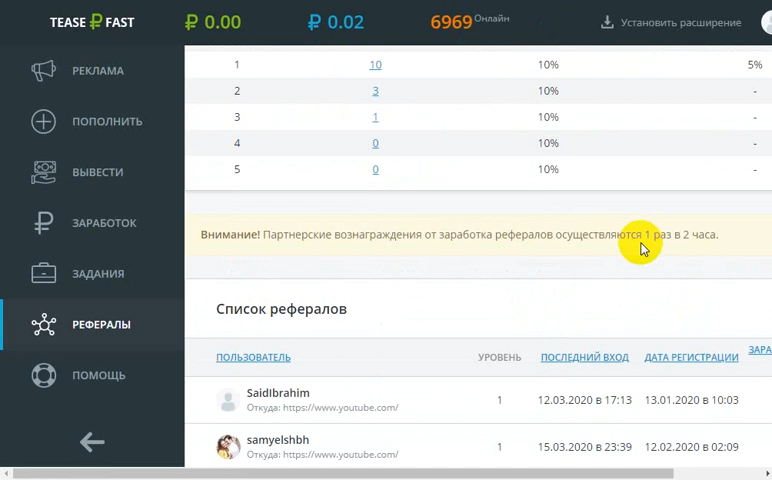 TEASE ₽ FAST
₽ 0.00
₽ 0.02
6969 Онлайн
Установить расширение
РЕКЛАМА
ПОПОЛНИТЬ
ВЫВЕСТИ
ЗАРАБОТОК
ЗАДАНИЯ
РЕФЕРАЛЫ
ПОМОЩЬ
1 10 10% 5%
2 3 10% -
3 1 10% -
4 0 10% -
5 0 10% -
Внимание! Партнерские вознаграждения от заработка рефералов осуществляются 1 раз в 2 часа.
Список рефералов
ПОЛЬЗОВАТЕЛЬ УРОВЕНЬ ПОСЛЕДНИЙ ВХОД ДАТА РЕГИСТРАЦИИ ЗАРА
SaidIbrahim
Откуда: https://www.youtube.com/
1 12.03.2020 в 17:13 13.01.2020 в 10:03
samyelshbh
Откуда: https://www.youtube.com/
1 15.03.2020 в 23:39 12.02.2020 в 02:09